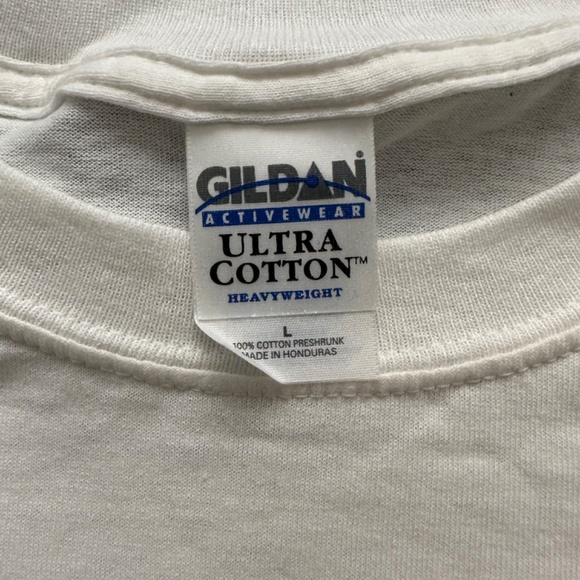 GILDAN®
ACTIVEWEAR
ULTRA
COTTON™
HEAVYWEIGHT
L
100% COTTON PRESHRUNK
MADE IN HONDURAS